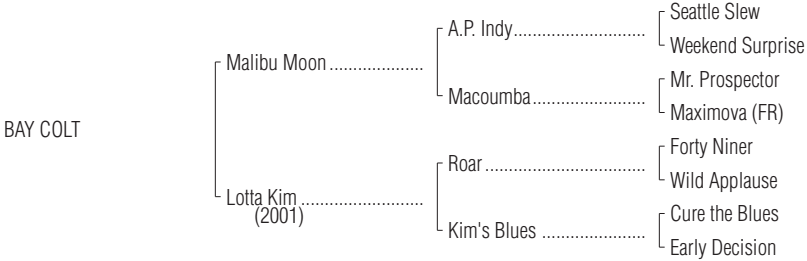 Seattle Slew
A.P. Indy..............................
Weekend Surprise
Malibu Moon .....................
Mr. Prospector
Macoumba..........................
Maximova (FR)
BAY COLT
Forty Niner
Roar .....................................
Wild Applause
Lotta Kim ............................
(2001)
Cure the Blues
Kim's Blues ........................
Early Decision